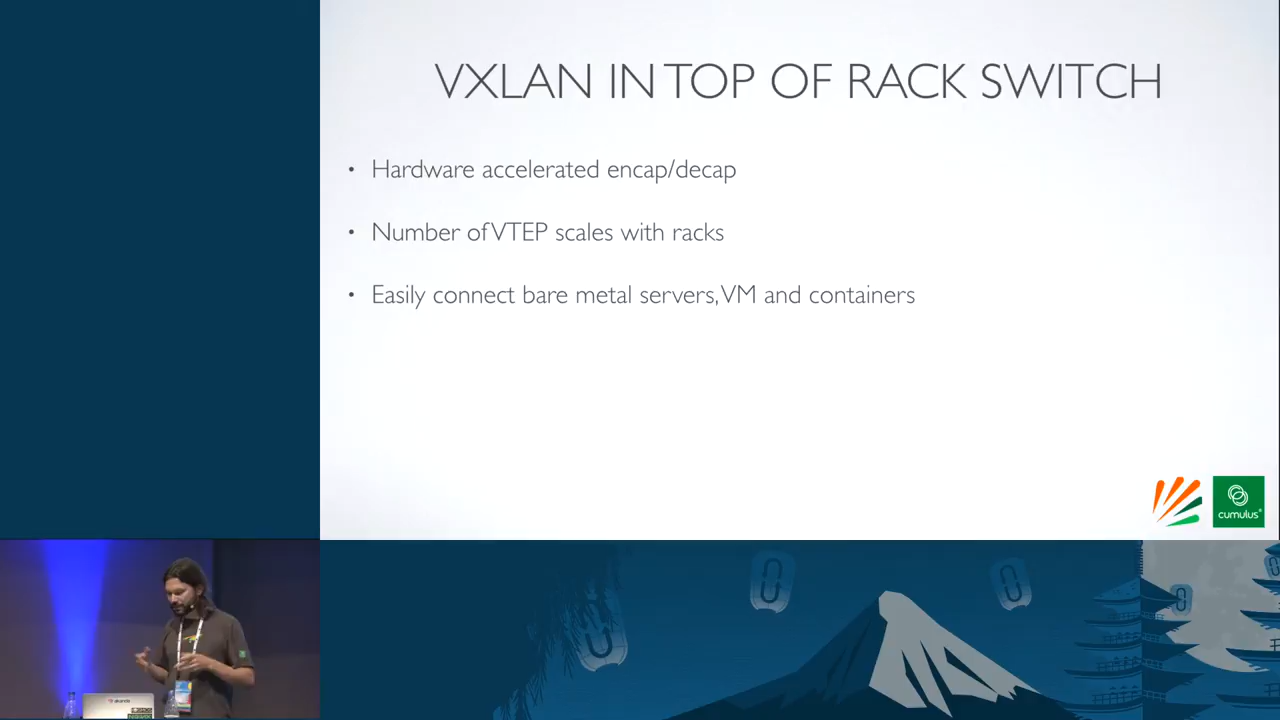 VXLAN IN TOP OF RACK SWITCH
• Hardware accelerated encap/decap
• Number of VTEP scales with racks
• Easily connect bare metal servers, VM and containers
cumulus
akanda